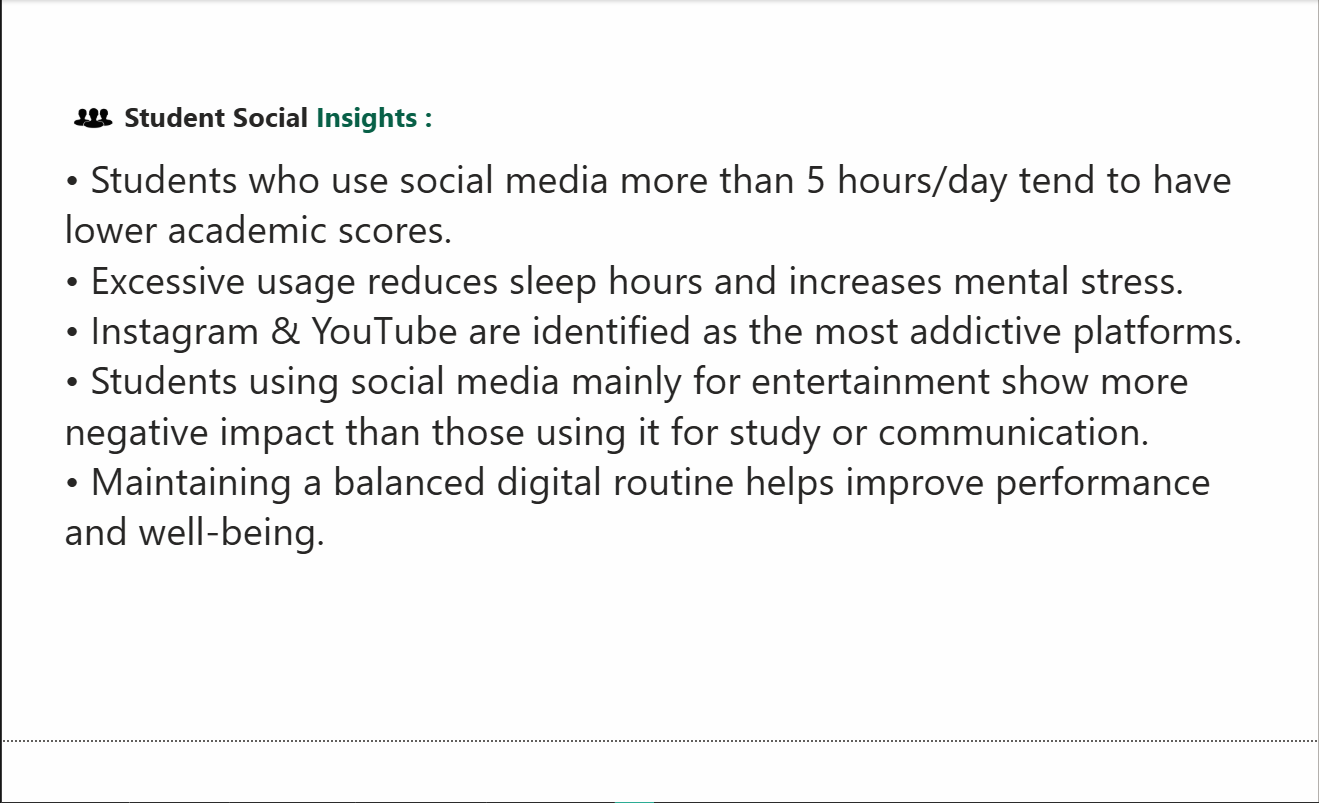 Student Social Insights :
• Students who use social media more than 5 hours/day tend to have
lower academic scores.
• Excessive usage reduces sleep hours and increases mental stress.
• Instagram & YouTube are identified as the most addictive platforms.
• Students using social media mainly for entertainment show more
negative impact than those using it for study or communication.
• Maintaining a balanced digital routine helps improve performance
and well-being.